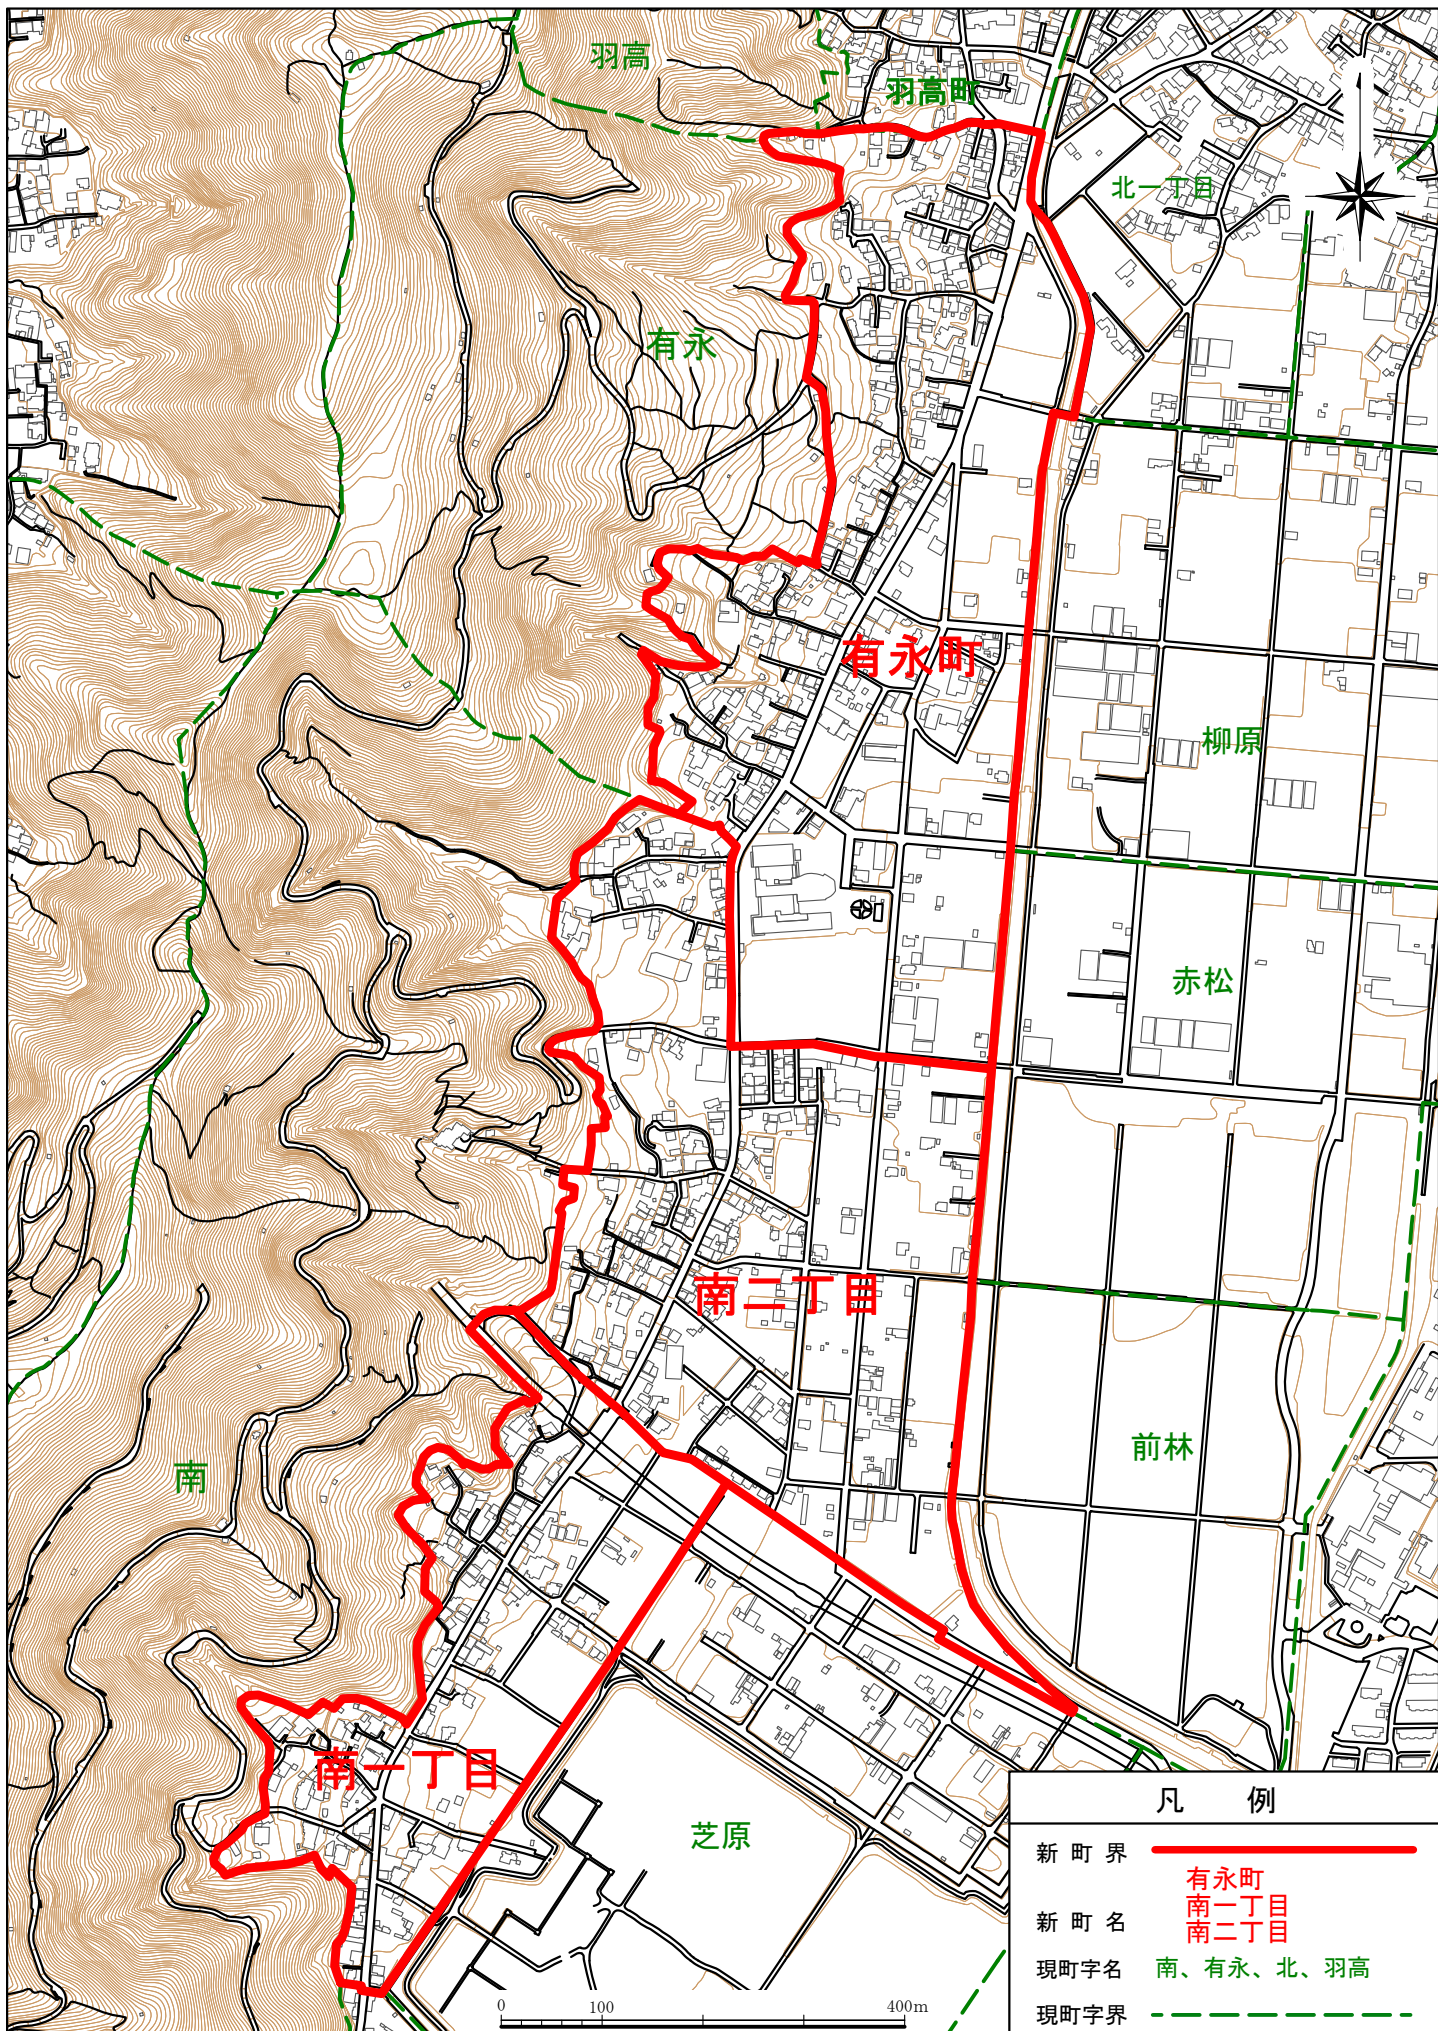 羽高
羽高町
北一丁目
有永
有永町
柳原
赤松
南二丁目
前林
南
南一丁目
芝原
凡 例
新町界
有永町
南一丁目
新町名
南二丁目
現町字名 南、有永、北、羽高
現町字界
0 100 400m